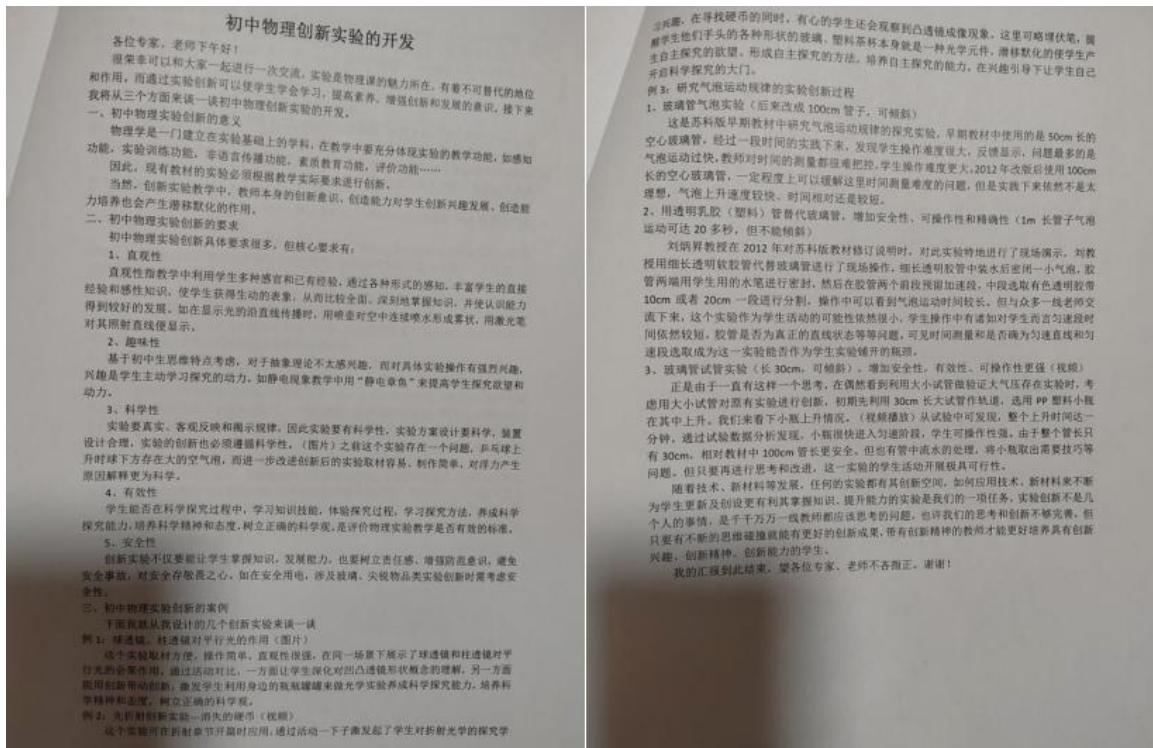 初中物理创新实验的开发
各位专家、老师下午好！
很荣幸可以和大家一起进行一次交流。实验是物理课的魅力所在，有着不可替代的地位
和作用，而通过实验创新可以使学生学会学习，提高素养，增强创新和发展的意识。接下来
我将从三个方面来谈一谈初中物理创新实验的开发。
一、初中物理实验创新的意义
物理学是一门建立在实验基础上的学科，在教学中要充分体现实验的教学功能，如感知
功能，实验训练功能，非语言传播功能，素质教育功能，评价功能……
因此，现有教材的实验必须根据教学实际要求进行创新。
当然，创新实验教学中，教师本身的创新意识、创造能力对学生创新兴趣发展、创造能
力培养也会产生潜移默化的作用。
二、初中物理实验创新的要求
初中物理实验创新具体要求很多，但核心要求有：
1、直观性
直观性指教学中利用学生多种感官和已有经验，通过各种形式的感知，丰富学生的直接
经验和感性知识，使学生获得生动的表象，从而比较全面、深刻地掌握知识，并使认识能力
得到较好的发展。如在显示光的沿直线传播时，用喷壶对空中连续喷水形成雾状，用激光笔
对其照射直线便显示。
2、趣味性
基于初中生思维特点考虑，对于抽象理论不太感兴趣，而对具体实验操作有强烈兴趣，
兴趣是学生主动学习探究的动力，如静电现象教学中用“静电章鱼”来提高学生探究欲望和
动力。
3、科学性
实验要真实、客观反映和揭示规律，因此实验要有科学性，实验方案设计要科学，装置
设计合理，实验的创新也必须遵循科学性。（图片）之前这个实验存在一个问题，乒乓球上
升时球下方存在大的空气泡，而进一步改进创新后的实验取材容易，制作简单，对浮力产生
原因解释更为科学。
4、有效性
学生能否在科学探究过程中，学习知识技能，体验探究过程，学习探究方法，养成科学
探究能力，培养科学精神和态度，树立正确的科学观，是评价物理实验教学是否有效的标准。
5、安全性
创新实验不仅要能让学生掌握知识，发展能力，也要树立责任感、增强防范意识，避免
安全事故，对安全存敬畏之心。如在安全用电，涉及玻璃、尖锐物品类实验创新时需考虑安
全性。
三、初中物理实验创新的案例
下面我就从我设计的几个创新实验来谈一谈
例 1：球透镜、柱透镜对平行光的作用（图片）
这个实验取材方便，操作简单，直观性很强，在同一场景下展示了球透镜和柱透镜对平
行光的会聚作用，通过活动对比，一方面让学生深化对凹凸透镜形状概念的理解，另一方面
能用创新带动创新，激发学生利用身边的瓶瓶罐罐来做光学实验养成科学探究能力，培养科
学精神和态度，树立正确的科学观。
例 2：光折射创新实验---消失的硬币（视频）
这个实验可在折射章节开篇时应用，通过活动一下子激发起了学生对折射光学的探究学
习兴趣，在寻找硬币的同时，有心的学生还会观察到凸透镜成像现象，这里可略埋伏笔，提
醒学生他们手头的各种形状的玻璃、塑料茶杯本身就是一种光学元件，潜移默化的使学生产
生自主探究的欲望，形成自主探究的方法，培养自主探究的能力，在兴趣引导下让学生自己
开启科学探究的大门。
例 3：研究气泡运动规律的实验创新过程
1、玻璃管气泡实验（后来改成 100cm 管子，可倾斜）
这是苏科版早期教材中研究气泡运动规律的探究实验，早期教材中使用的是 50cm 长的
空心玻璃管，经过一段时间的实践下来，发现学生操作难度很大，反馈显示，问题最多的是
气泡运动过快，教师对时间的测量都很难把控，学生操作难度更大，2012 年改版后使用 100cm
长的空心玻璃管，一定程度上可以缓解这里时间测量难度的问题，但是实践下来依然不是太
理想，气泡上升速度较快、时间相对还是较短。
2、用透明乳胶（塑料）管替代玻璃管，增加安全性、可操作性和精确性（1m 长管子气泡
运动可达 20 多秒，但不能倾斜）
刘炳昇教授在 2012 年对苏科版教材修订说明时，对此实验特地进行了现场演示，刘教
授用细长透明软胶管代替玻璃管进行了现场操作，细长透明胶管中装水后密闭一小气泡，胶
管两端用学生用的水笔进行密封，然后在胶管两个前段预留加速段，中段选取有色透明胶带
10cm 或者 20cm 一段进行分割，操作中可以看到气泡运动时间较长，但与众多一线老师交
流下来，这个实验作为学生活动的可能性依然很小，学生操作中有诸如对学生而言匀速段时
间依然较短，胶管是否为真正的直线状态等等问题，可见时间测量和是否确为匀速直线和匀
速段选取成为这一实验能否作为学生实验铺开的瓶颈。
3、玻璃管试管实验（长 30cm，可倾斜），增加安全性，有效性、可操作性更强（视频）
正是由于一直有这样一个思考，在偶然看到利用大小试管做验证大气压存在实验时，考
虑用大小试管对原有实验进行创新，初期先利用 30cm 长大试管作轨道，选用 PP 塑料小瓶
在其中上升。我们来看下小瓶上升情况，（视频播放）从试验中可发现，整个上升时间达一
分钟，通过试验数据分析发现，小瓶很快进入匀速阶段，学生可操作性强。由于整个管长只
有 30cm，相对教材中 100cm 管长更安全。但也有管中流水的处理，将小瓶取出需要技巧等
问题。但只要再进行思考和改进，这一实验的学生活动开展极具可行性。
随着技术、新材料等发展，任何的实验都有其创新空间，如何应用技术、新材料来不断
为学生更新及创设更有利其掌握知识、提升能力的实验是我们的一项任务，实验创新不是几
个人的事情，是千千万万一线教师都应该思考的问题，也许我们的思考和创新不够完善，但
只要有不断的思维碰撞就能有更好的创新成果，带有创新精神的教师才能更好培养具有创新
兴趣、创新精神、创新能力的学生。
我的汇报到此结束，望各位专家、老师不吝指正，谢谢！